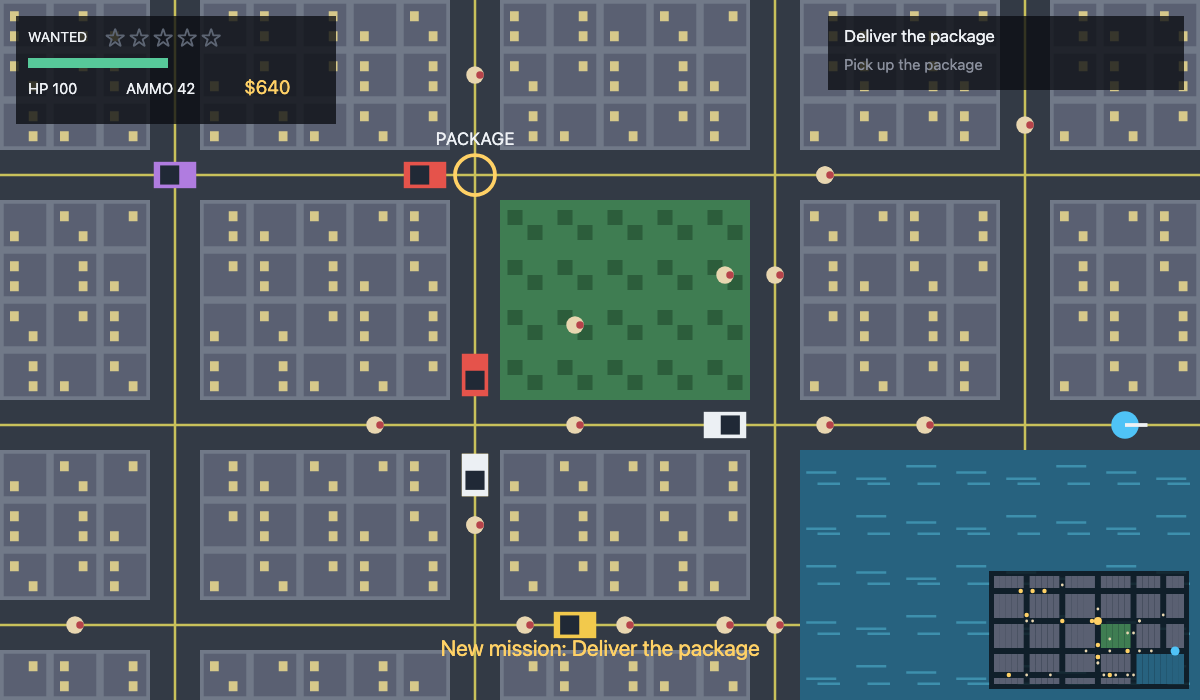 WANTED
HP 100 AMMO 42 $640
Deliver the package
Pick up the package
PACKAGE
New mission: Deliver the package